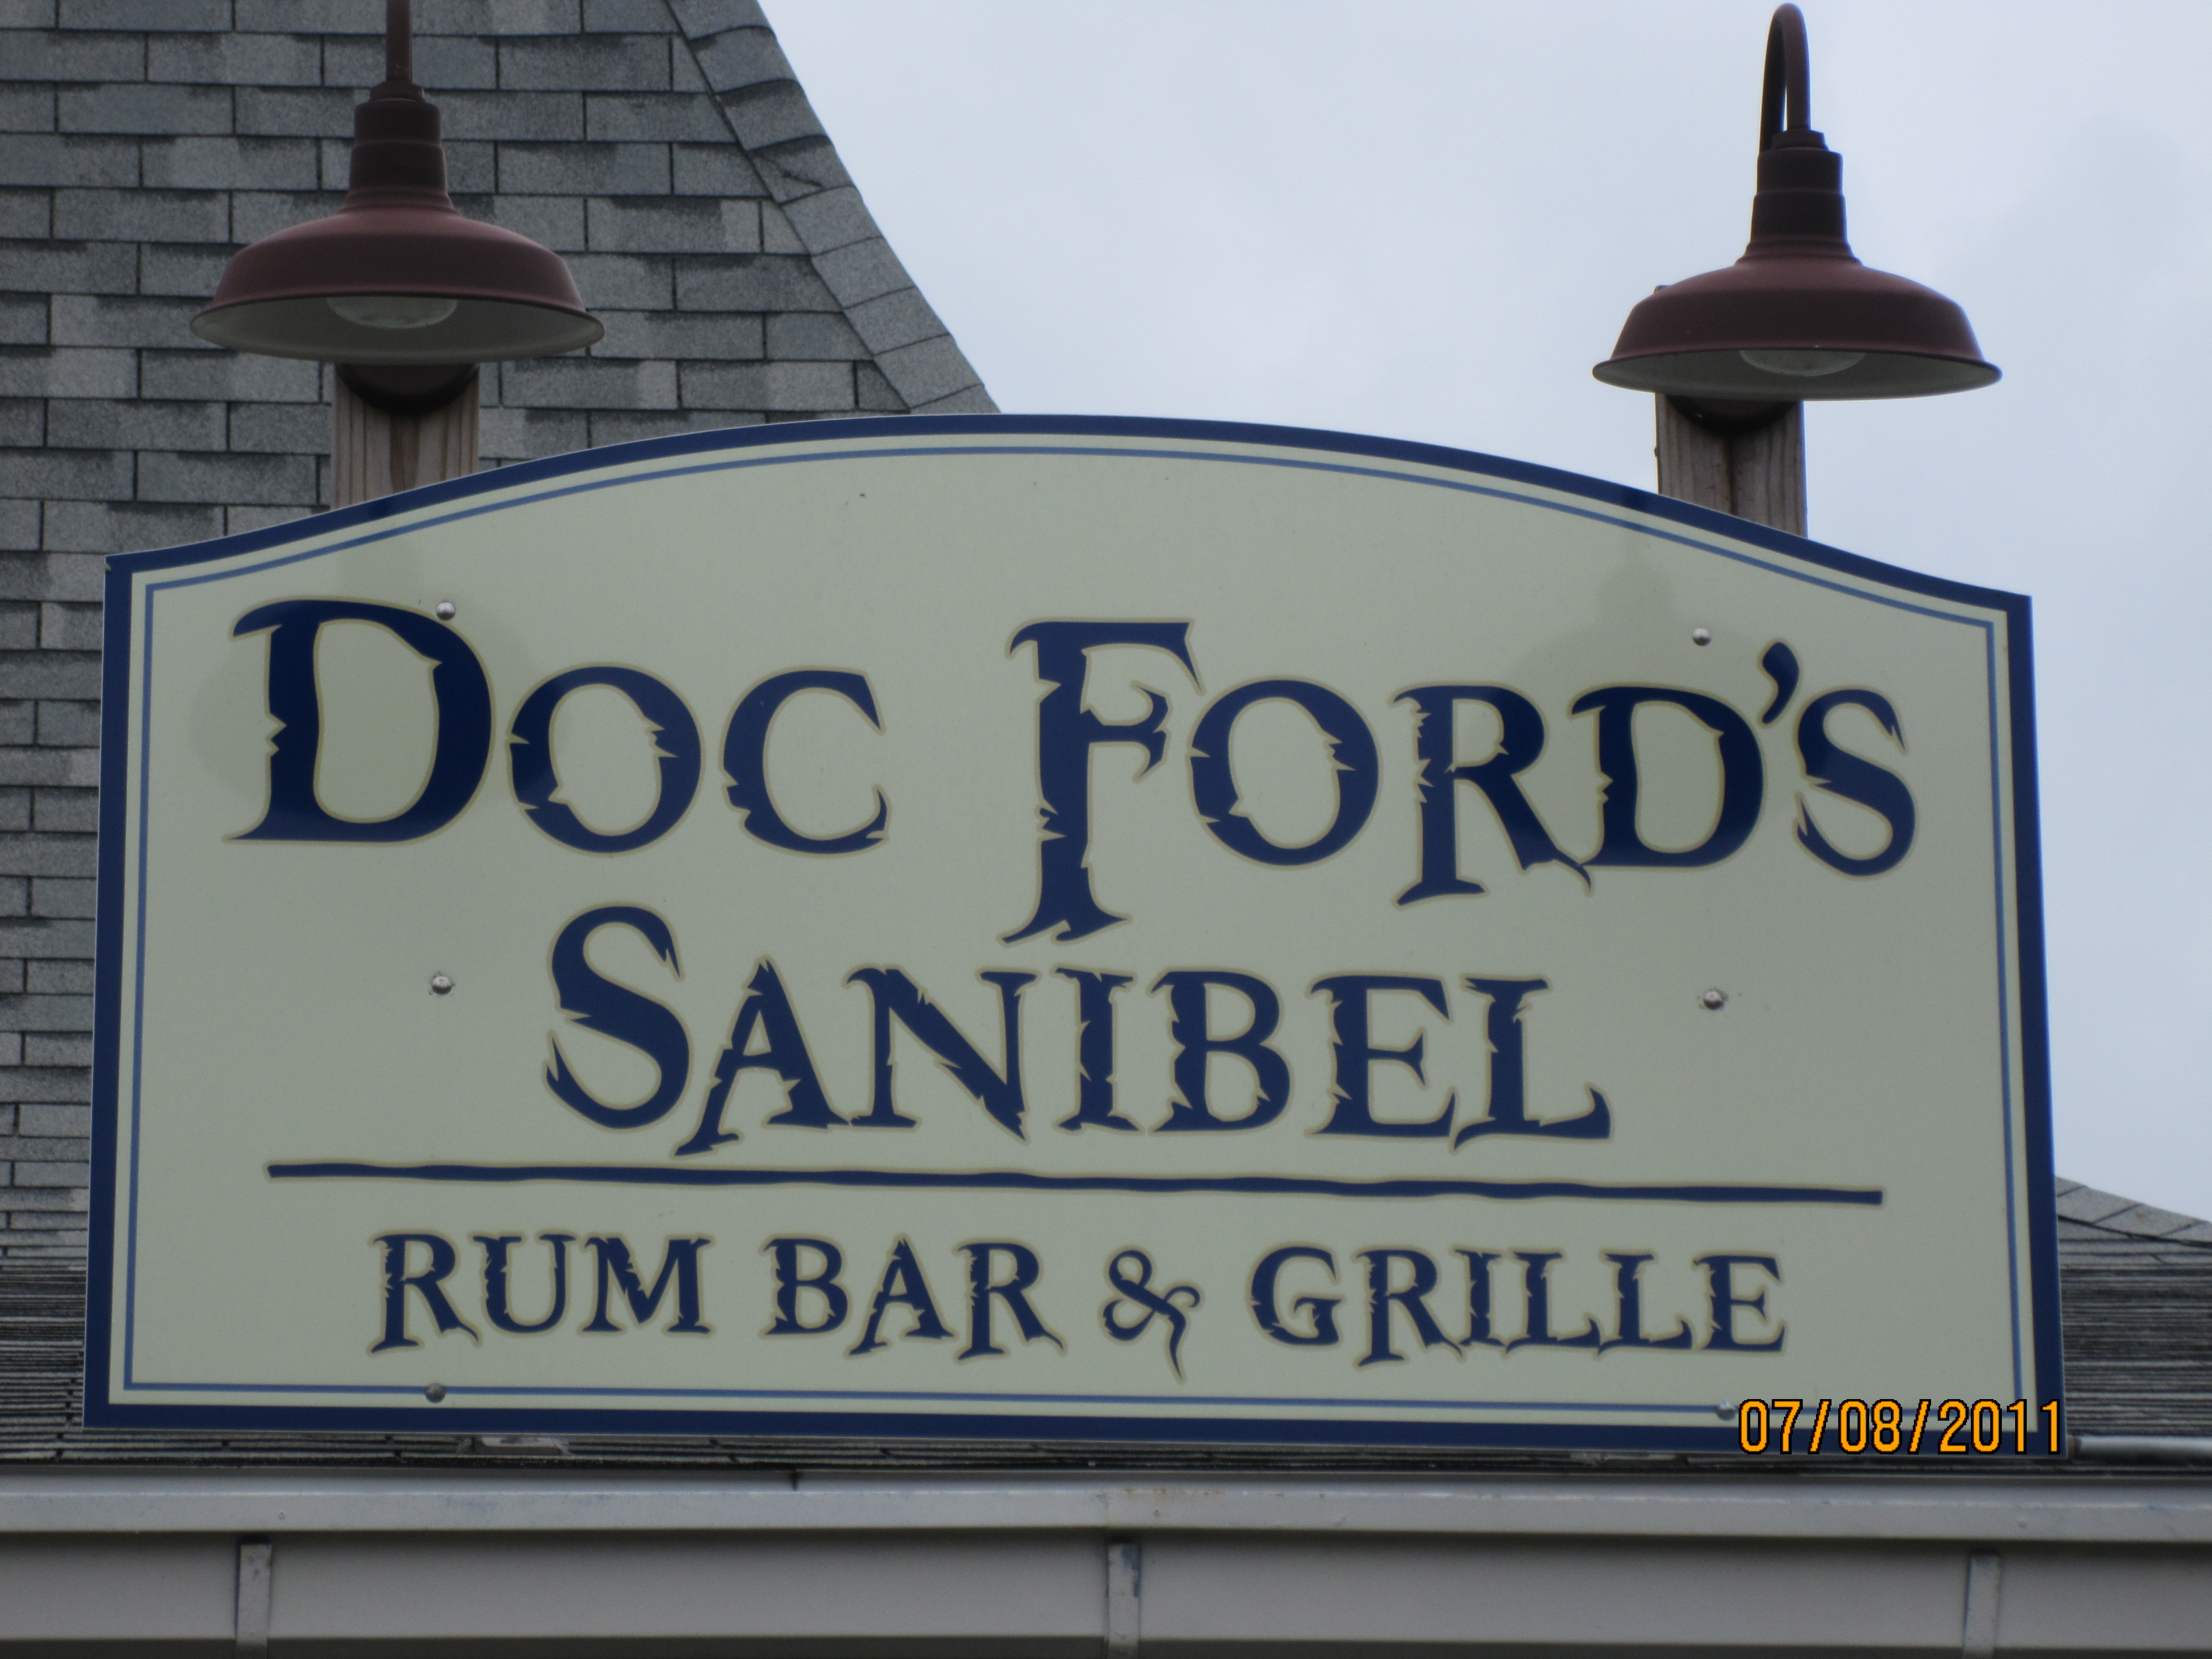 DOC FORD'S
SANIBEL
RUM BAR & GRILLE
07/08/2011